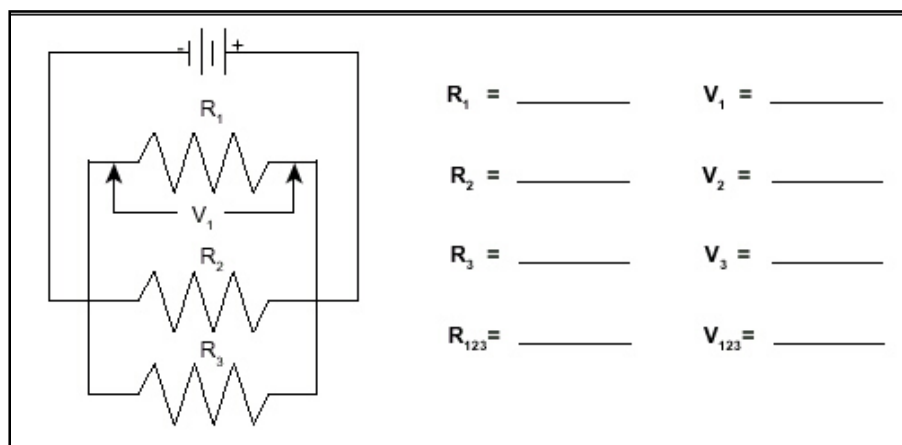 - +
R₁
V₁
R₂
R₃
R₁ = ________ V₁ = ________
R₂ = ________ V₂ = ________
R₃ = ________ V₃ = ________
R₁₂₃= ________ V₁₂₃= ________